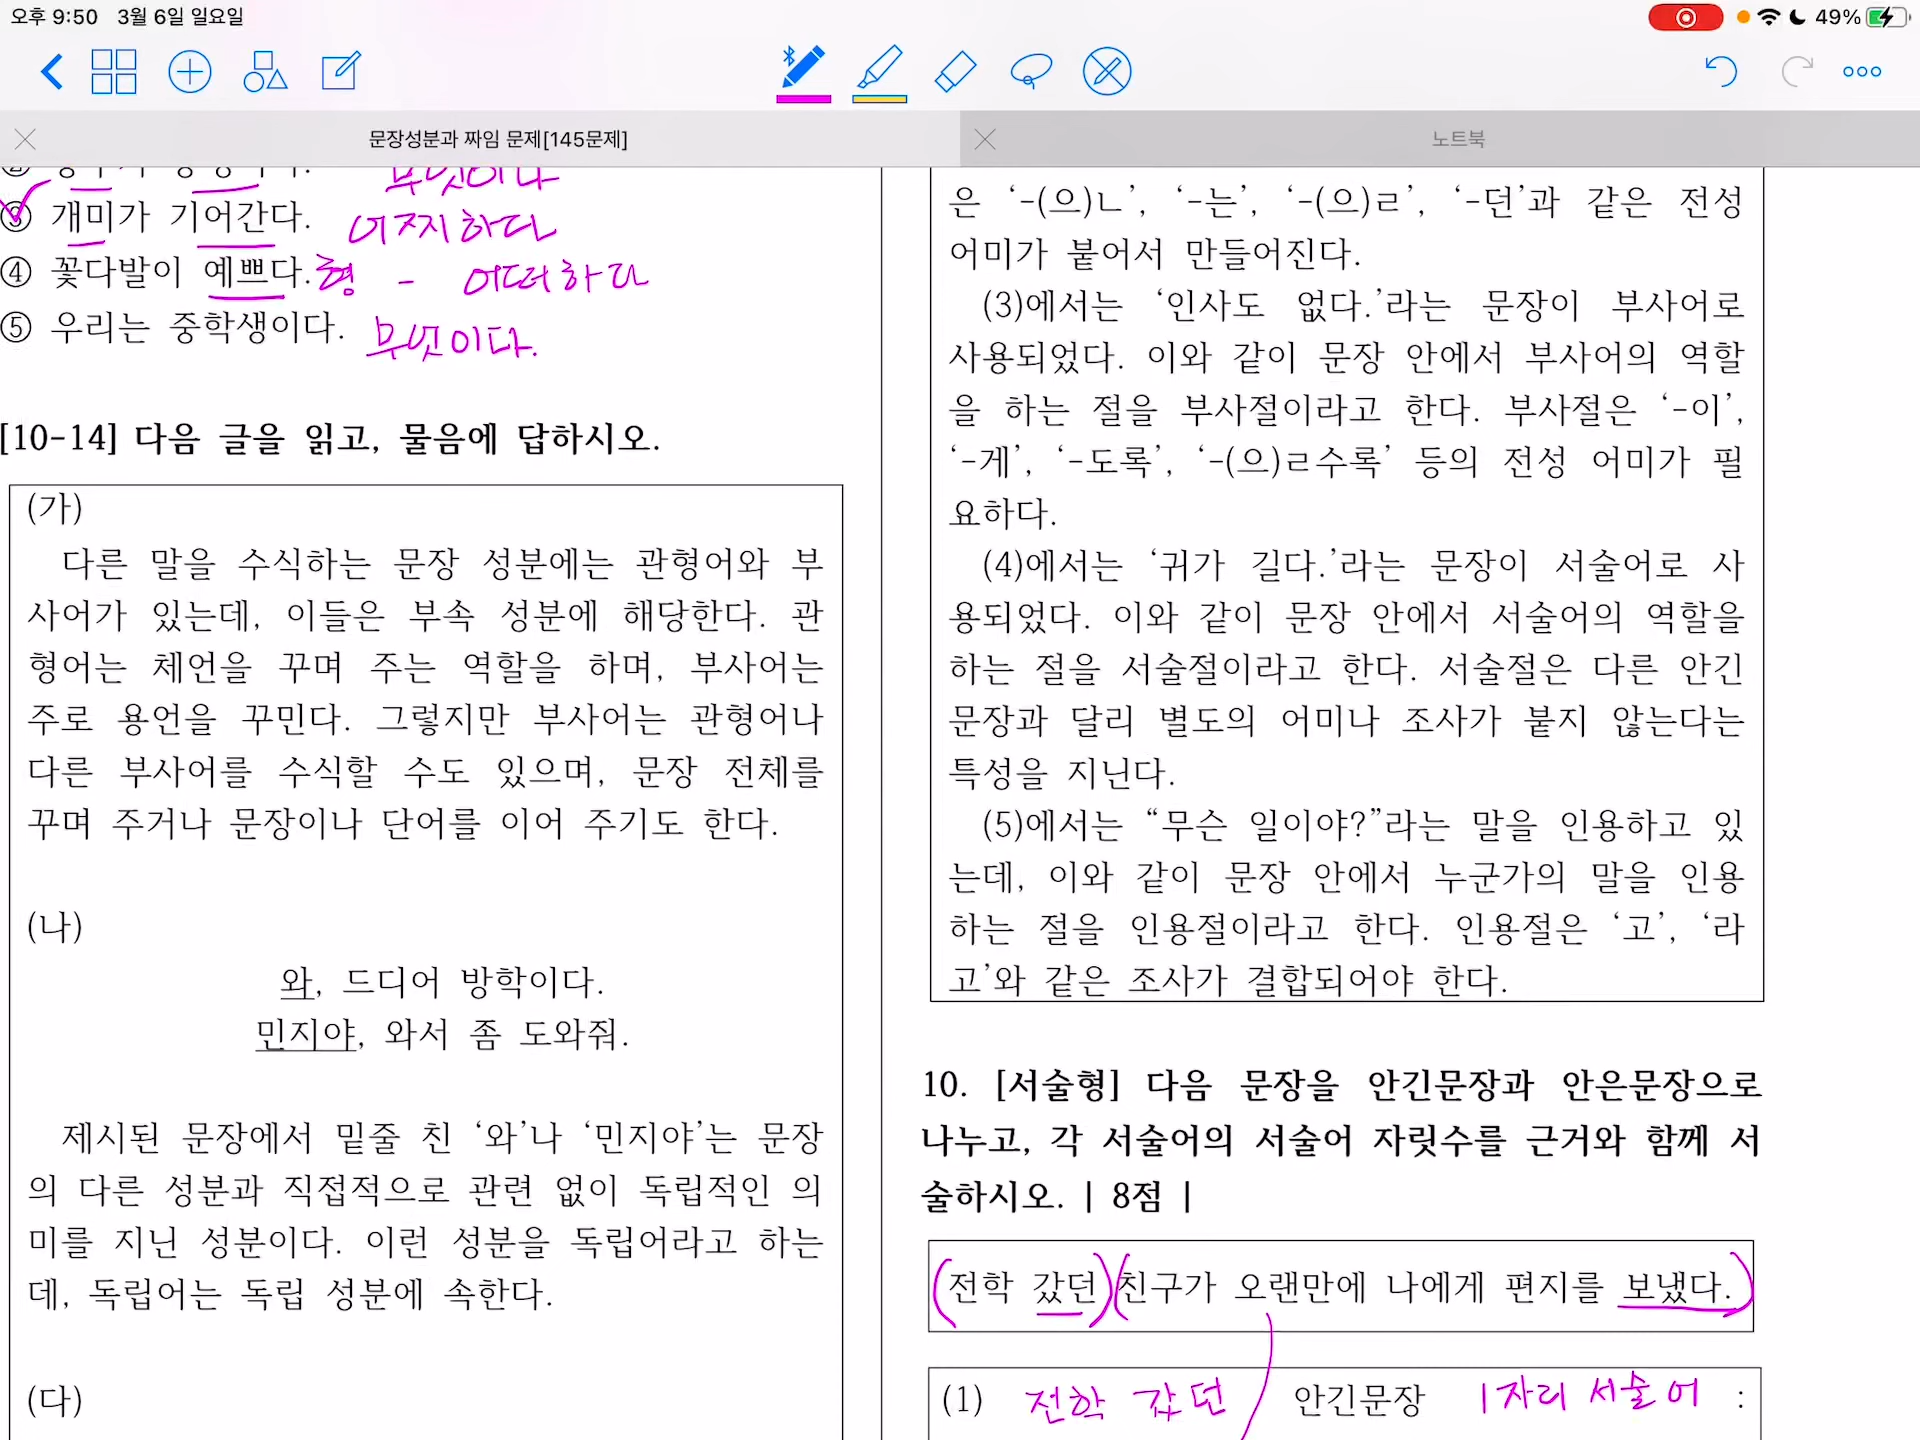 오후 9:50 3월 6일 일요일
49%
문장성분과 짜임 문제[145문제]
노트북
무엇이다
③ 개미가 기어간다. 어찌하다
④ 꽃다발이 예쁘다. 형 - 어떠하다
⑤ 우리는 중학생이다. 무엇이다.
[10-14] 다음 글을 읽고, 물음에 답하시오.
(가)
다른 말을 수식하는 문장 성분에는 관형어와 부
사어가 있는데, 이들은 부속 성분에 해당한다. 관
형어는 체언을 꾸며 주는 역할을 하며, 부사어는
주로 용언을 꾸민다. 그렇지만 부사어는 관형어나
다른 부사어를 수식할 수도 있으며, 문장 전체를
꾸며 주거나 문장이나 단어를 이어 주기도 한다.
(나)
와, 드디어 방학이다.
민지야, 와서 좀 도와줘.
제시된 문장에서 밑줄 친 ‘와’나 ‘민지야’는 문장
의 다른 성분과 직접적으로 관련 없이 독립적인 의
미를 지닌 성분이다. 이런 성분을 독립어라고 하는
데, 독립어는 독립 성분에 속한다.
(다)
은 ‘-(으)ㄴ’, ‘-는’, ‘-(으)ㄹ’, ‘-던’과 같은 전성
어미가 붙어서 만들어진다.
(3)에서는 ‘인사도 없다.’라는 문장이 부사어로
사용되었다. 이와 같이 문장 안에서 부사어의 역할
을 하는 절을 부사절이라고 한다. 부사절은 ‘-이’,
‘-게’, ‘-도록’, ‘-(으)ㄹ수록’ 등의 전성 어미가 필
요하다.
(4)에서는 ‘귀가 길다.’라는 문장이 서술어로 사
용되었다. 이와 같이 문장 안에서 서술어의 역할을
하는 절을 서술절이라고 한다. 서술절은 다른 안긴
문장과 달리 별도의 어미나 조사가 붙지 않는다는
특성을 지닌다.
(5)에서는 “무슨 일이야?”라는 말을 인용하고 있
는데, 이와 같이 문장 안에서 누군가의 말을 인용
하는 절을 인용절이라고 한다. 인용절은 ‘고’, ‘라
고’와 같은 조사가 결합되어야 한다.
10. [서술형] 다음 문장을 안긴문장과 안은문장으로
나누고, 각 서술어의 서술어 자릿수를 근거와 함께 서
술하시오. | 8점 |
전학 갔던 친구가 오랜만에 나에게 편지를 보냈다.
(1) 전학 갔던 안긴문장 1자리 서술어 :